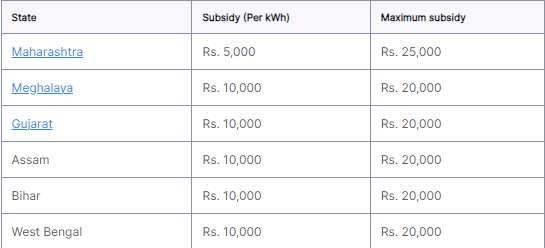 State Subsidy (Per kWh) Maximum subsidy
Maharashtra Rs. 5,000 Rs. 25,000
Meghalaya Rs. 10,000 Rs. 20,000
Gujarat Rs. 10,000 Rs. 20,000
Assam Rs. 10,000 Rs. 20,000
Bihar Rs. 10,000 Rs. 20,000
West Bengal Rs. 10,000 Rs. 20,000